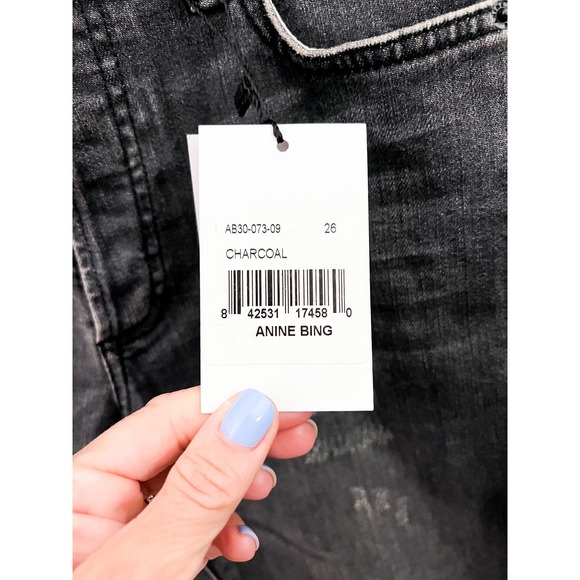 AB30-073-09 26
CHARCOAL
8 42531 17458 0
ANINE BING